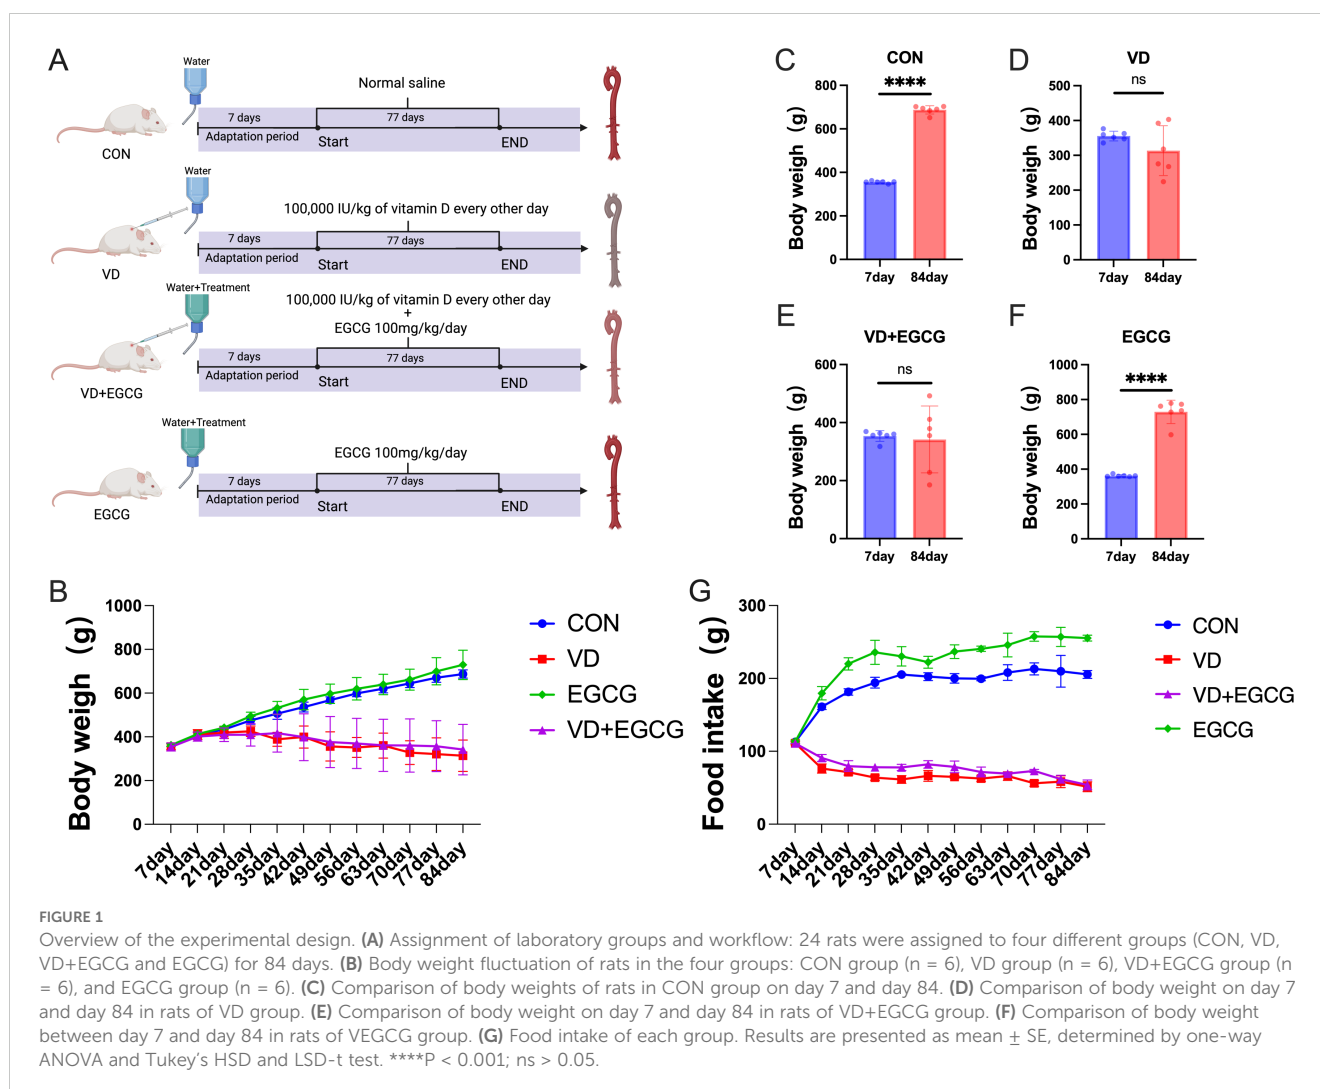 A
Water
Normal saline
7 days
77 days
Adaptation period
Start
END
CON
Water
100,000 IU/kg of vitamin D every other day
7 days
77 days
Adaptation period
Start
END
VD
Water+Treatment
100,000 IU/kg of vitamin D every other day
+
EGCG 100mg/kg/day
7 days
77 days
Adaptation period
Start
END
VD+EGCG
Water+Treatment
EGCG 100mg/kg/day
7 days
77 days
Adaptation period
Start
END
EGCG
C
CON
****
Body weigh (g)
800
600
400
200
0
7day 84day
D
VD
ns
Body weigh (g)
500
400
300
200
100
0
7day 84day
E
VD+EGCG
ns
Body weigh (g)
600
400
200
0
7day 84day
F
EGCG
****
Body weigh (g)
1000
800
600
400
200
0
7day 84day
B
Body weigh (g)
1000
800
600
400
200
0
7day 14day 21day 28day 35day 42day 49day 56day 63day 70day 77day 84day
CON
VD
EGCG
VD+EGCG
G
Food intake (g)
300
200
100
0
7day 14day 21day 28day 35day 42day 49day 56day 63day 70day 77day 84day
CON
VD
VD+EGCG
EGCG
FIGURE 1
Overview of the experimental design. (A) Assignment of laboratory groups and workflow: 24 rats were assigned to four different groups (CON, VD,
VD+EGCG and EGCG) for 84 days. (B) Body weight fluctuation of rats in the four groups: CON group (n = 6), VD group (n = 6), VD+EGCG group (n
= 6), and EGCG group (n = 6). (C) Comparison of body weights of rats in CON group on day 7 and day 84. (D) Comparison of body weight on day 7
and day 84 in rats of VD group. (E) Comparison of body weight on day 7 and day 84 in rats of VD+EGCG group. (F) Comparison of body weight
between day 7 and day 84 in rats of VEGCG group. (G) Food intake of each group. Results are presented as mean ± SE, determined by one-way
ANOVA and Tukey's HSD and LSD-t test. ****P < 0.001; ns > 0.05.